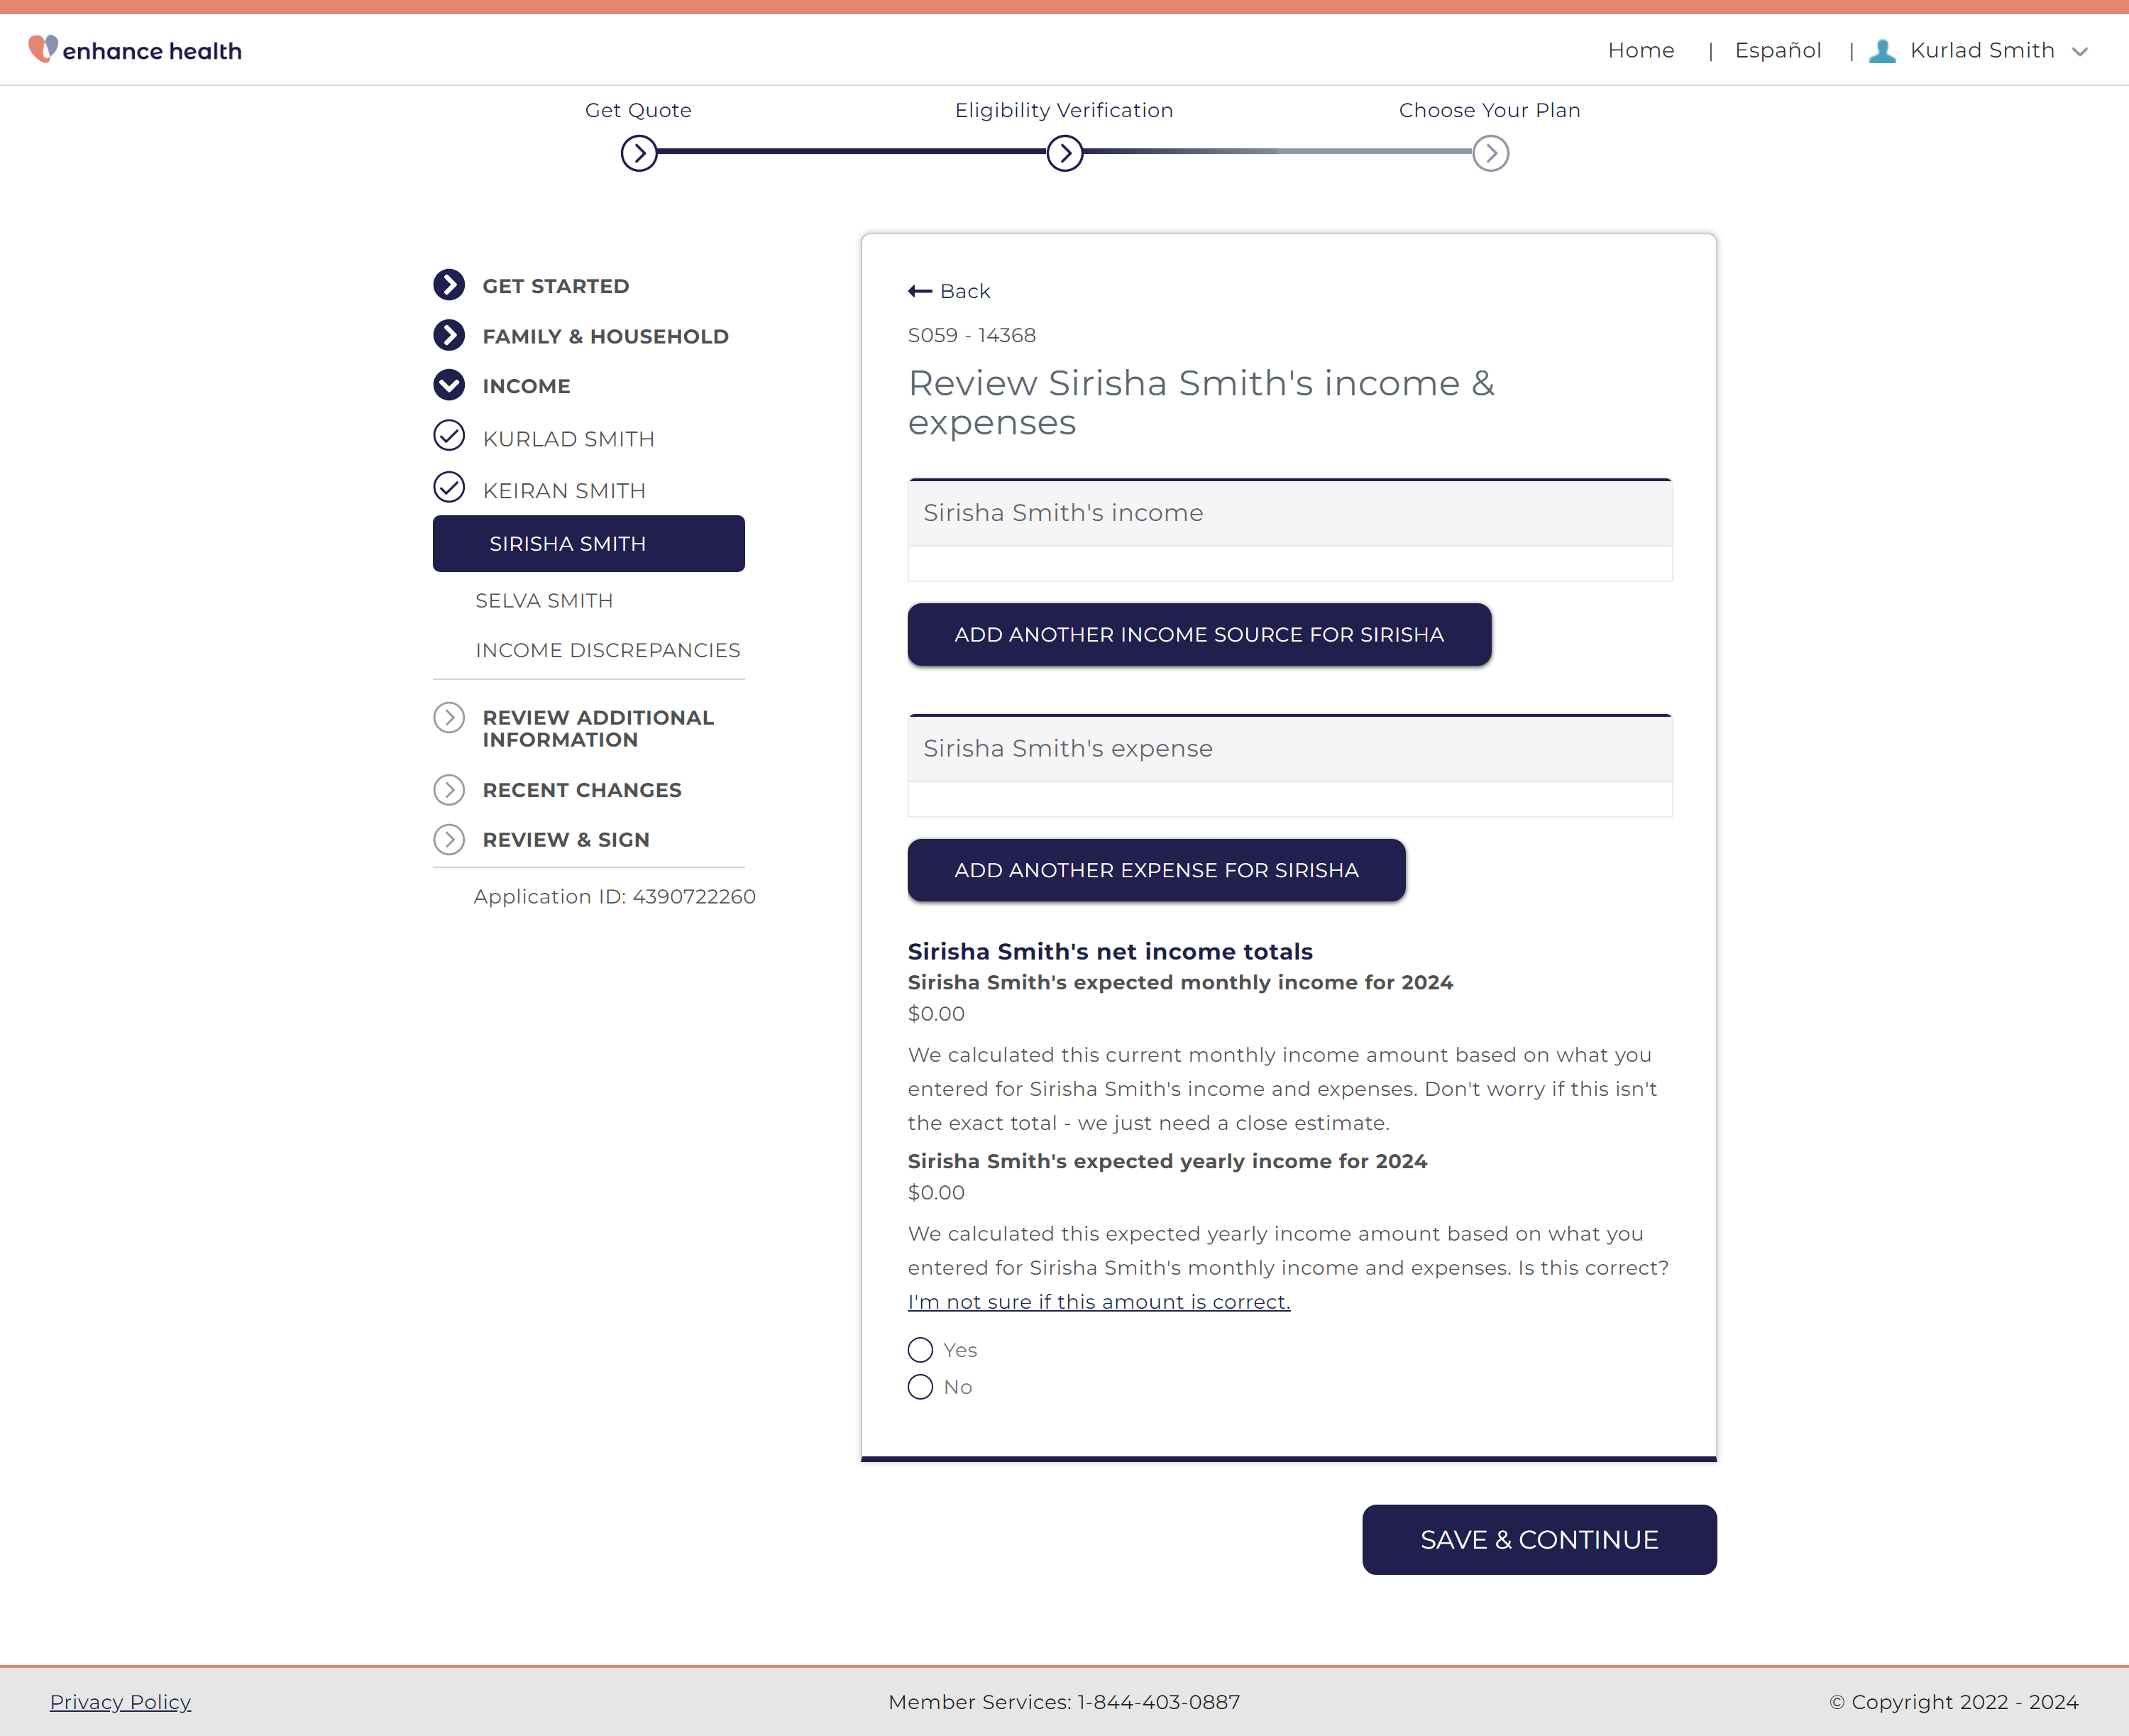 enhance health
Home | Español | Kurlad Smith
Get Quote
Eligibility Verification
Choose Your Plan
GET STARTED
FAMILY & HOUSEHOLD
INCOME
KURLAD SMITH
KEIRAN SMITH
SIRISHA SMITH
SELVA SMITH
INCOME DISCREPANCIES
REVIEW ADDITIONAL
INFORMATION
RECENT CHANGES
REVIEW & SIGN
Application ID: 4390722260
Back
S059 - 14368
Review Sirisha Smith's income &
expenses
Sirisha Smith's income
ADD ANOTHER INCOME SOURCE FOR SIRISHA
Sirisha Smith's expense
ADD ANOTHER EXPENSE FOR SIRISHA
Sirisha Smith's net income totals
Sirisha Smith's expected monthly income for 2024
$0.00
We calculated this current monthly income amount based on what you
entered for Sirisha Smith's income and expenses. Don't worry if this isn't
the exact total - we just need a close estimate.
Sirisha Smith's expected yearly income for 2024
$0.00
We calculated this expected yearly income amount based on what you
entered for Sirisha Smith's monthly income and expenses. Is this correct?
I'm not sure if this amount is correct.
Yes
No
SAVE & CONTINUE
Privacy Policy
Member Services: 1-844-403-0887
© Copyright 2022 - 2024